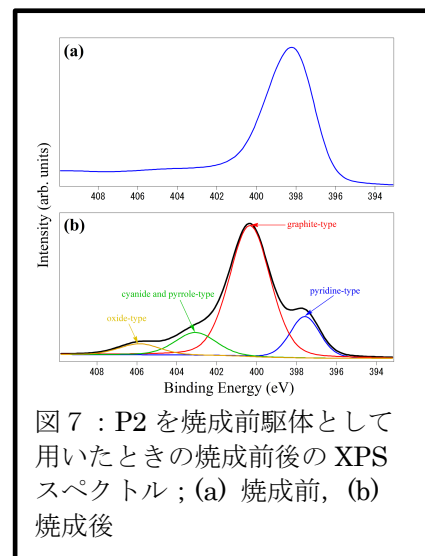 (a)
408 406 404 402 400 398 396 394
Intensity (arb. units)
(b)
graphite-type
cyanide and pyrrole-type
pyridine-type
oxide-type
408 406 404 402 400 398 396 394
Binding Energy (eV)
図７：P2 を焼成前駆体として
用いたときの焼成前後の XPS
スペクトル；(a) 焼成前，(b)
焼成後